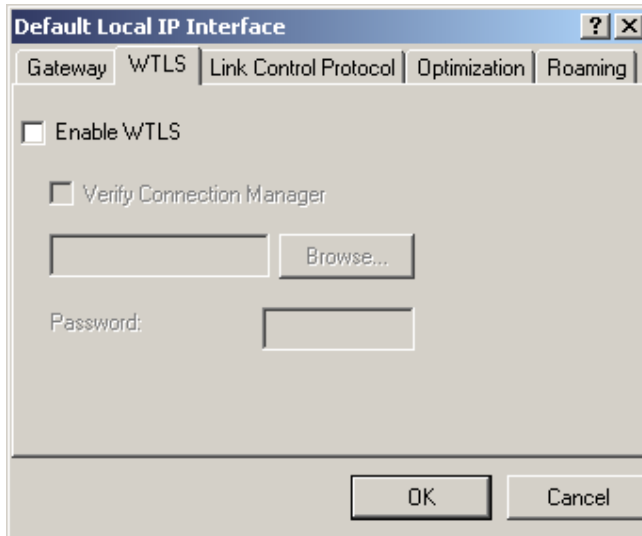 Default Local IP Interface
Gateway WTLS Link Control Protocol Optimization Roaming
Enable WTLS
Verify Connection Manager
Browse...
Password:
OK Cancel